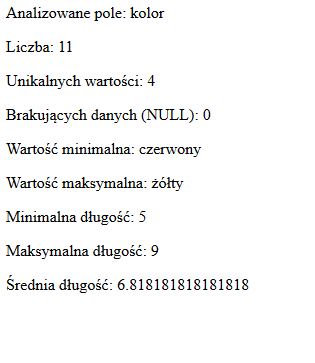 Analizowane pole: kolor
Liczba: 11
Unikalnych wartości: 4
Brakujących danych (NULL): 0
Wartość minimalna: czerwony
Wartość maksymalna: żółty
Minimalna długość: 5
Maksymalna długość: 9
Średnia długość: 6.818181818181818